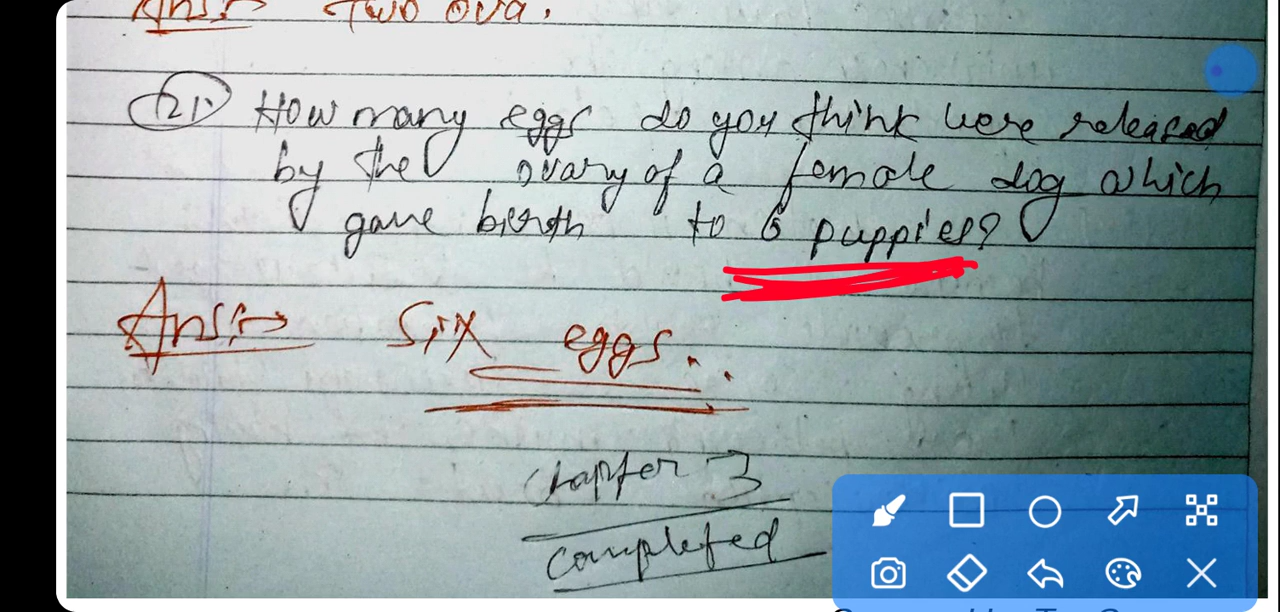 Ans:→ Two ova.
(21) How many eggs do you think were released
by the ovary of a female dog which
gave birth to 6 puppies?
Ans:→ Six eggs..
Chapter 3
completed